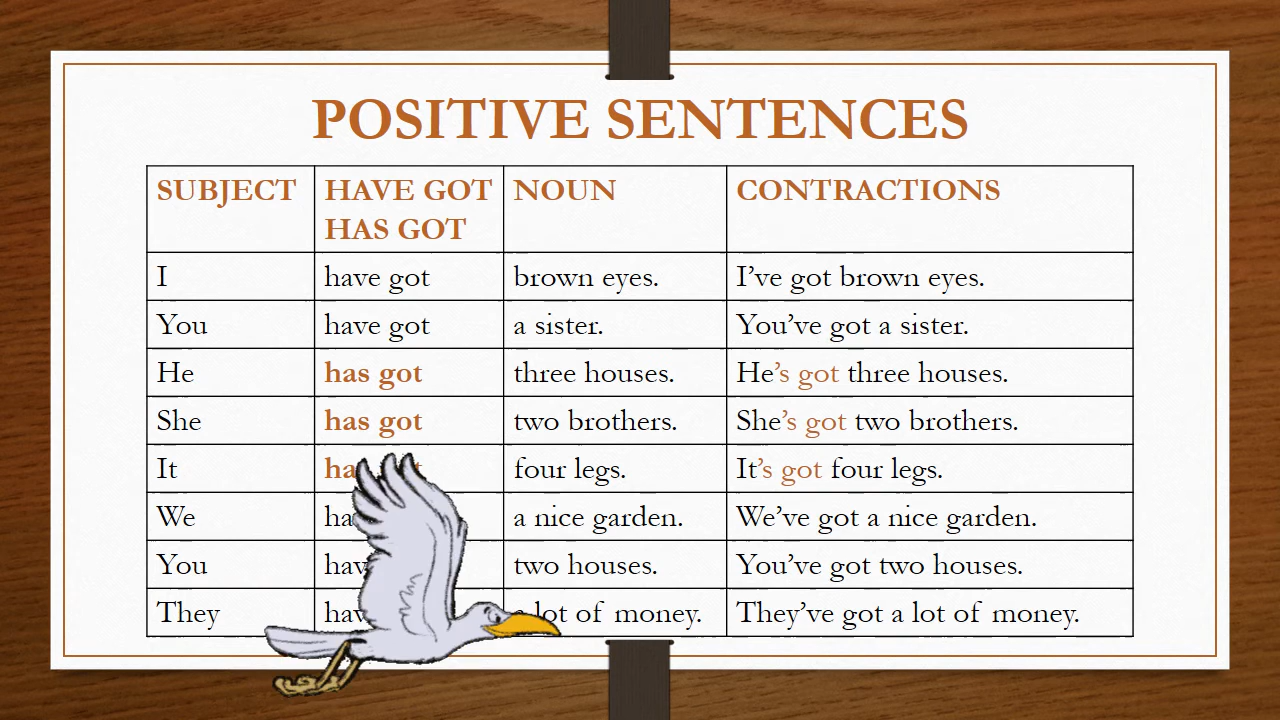 POSITIVE SENTENCES
SUBJECT HAVE GOT NOUN CONTRACTIONS
HAS GOT
I have got brown eyes. I’ve got brown eyes.
You have got a sister. You’ve got a sister.
He has got three houses. He’s got three houses.
She has got two brothers. She’s got two brothers.
It four legs. It’s got four legs.
We a nice garden. We’ve got a nice garden.
You two houses. You’ve got two houses.
They a lot of money. They’ve got a lot of money.